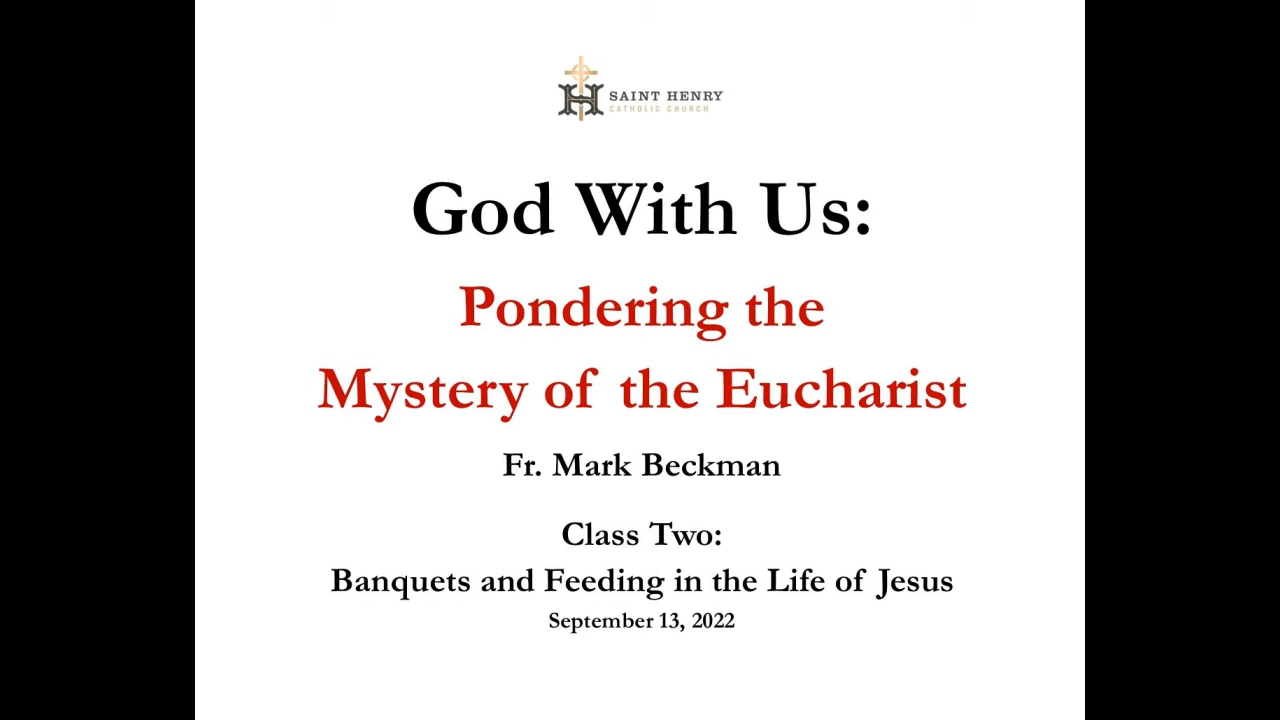 SAINT HENRY
CATHOLIC CHURCH
God With Us:
Pondering the
Mystery of the Eucharist
Fr. Mark Beckman
Class Two:
Banquets and Feeding in the Life of Jesus
September 13, 2022